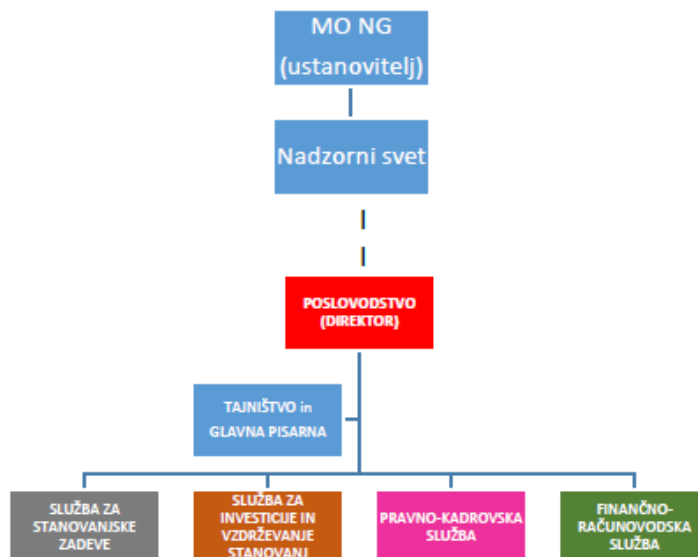 MO NG
(ustanovitelj)
Nadzorni svet
POSLOVODSTVO
(DIREKTOR)
TAJNIŠTVO in
GLAVNA PISARNA
SLUŽBA ZA
STANOVANJSKE
ZADEVE
SLUŽBA ZA
INVESTICIJE IN
VZDRŽEVANJE
STANOVANJ
PRAVNO-KADROVSKA
SLUŽBA
FINANČNO-
RAČUNOVODSKA
SLUŽBA